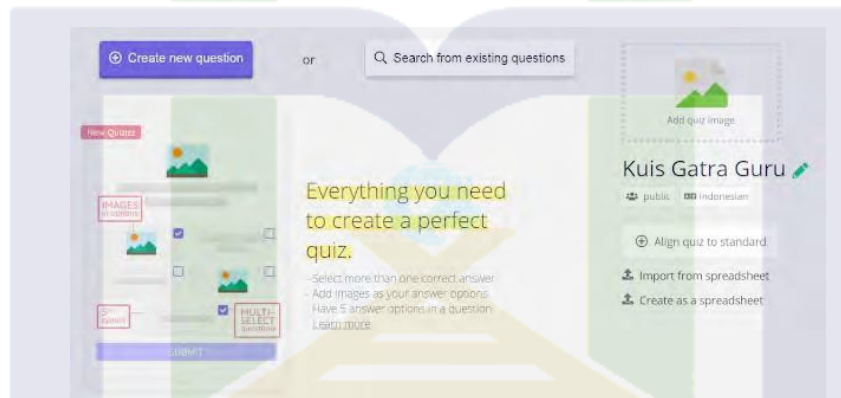 Create new question
or
Search from existing questions
Add quiz image
New Quizzz
IMAGES
in options
Everything you need
to create a perfect
quiz.
- Select more than one correct answer
- Add images as your answer options
- Have 5 answer options in a question
Learn more
MULTI-
SELECT
questions
SUBMIT
Kuis Gatra Guru
public
indonesian
Align quiz to standard
Import from spreadsheet
Create as a spreadsheet